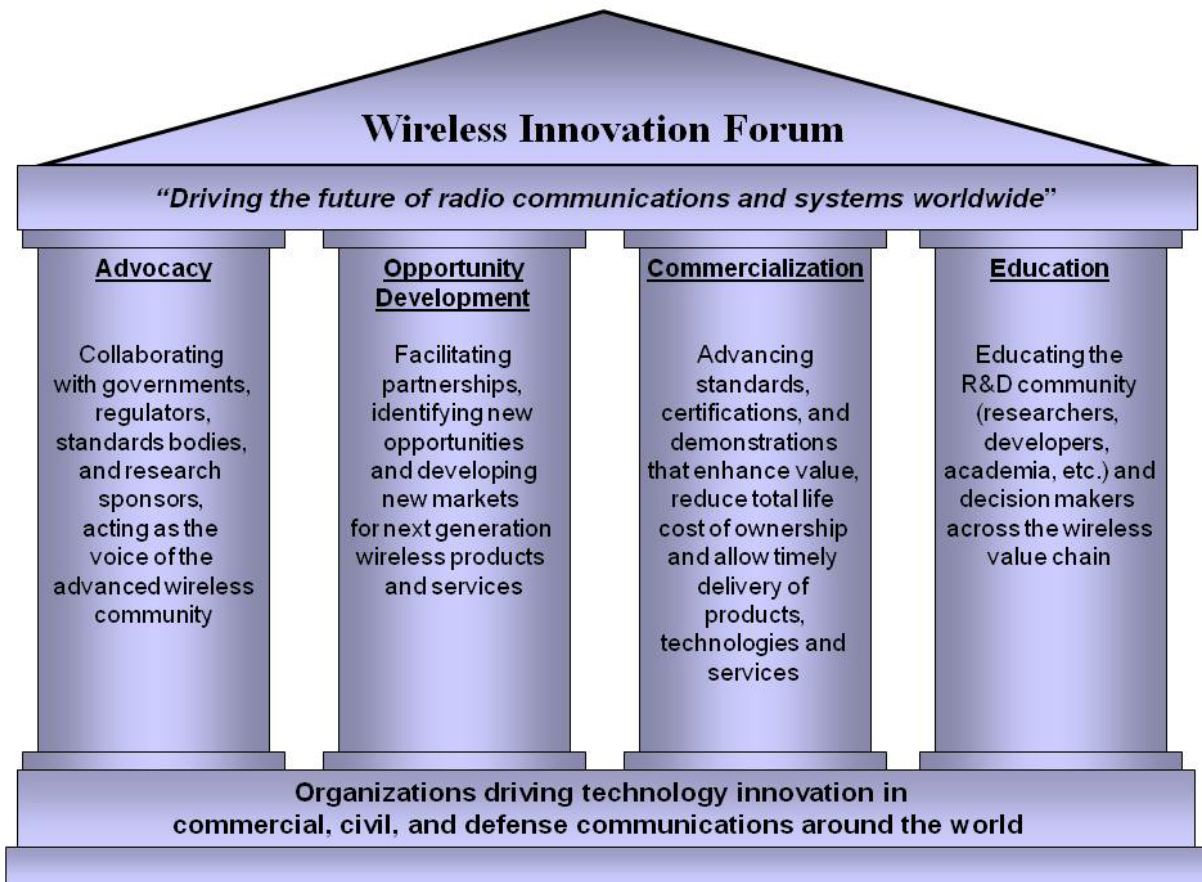 Wireless Innovation Forum
“Driving the future of radio communications and systems worldwide”
Advocacy
Collaborating
with governments,
regulators,
standards bodies,
and research
sponsors,
acting as the
voice of the
advanced wireless
community
Opportunity
Development
Facilitating
partnerships,
identifying new
opportunities
and developing
new markets
for next generation
wireless products
and services
Commercialization
Advancing
standards,
certifications, and
demonstrations
that enhance value,
reduce total life
cost of ownership
and allow timely
delivery of
products,
technologies and
services
Education
Educating the
R&D community
(researchers,
developers,
academia, etc.) and
decision makers
across the wireless
value chain
Organizations driving technology innovation in
commercial, civil, and defense communications around the world